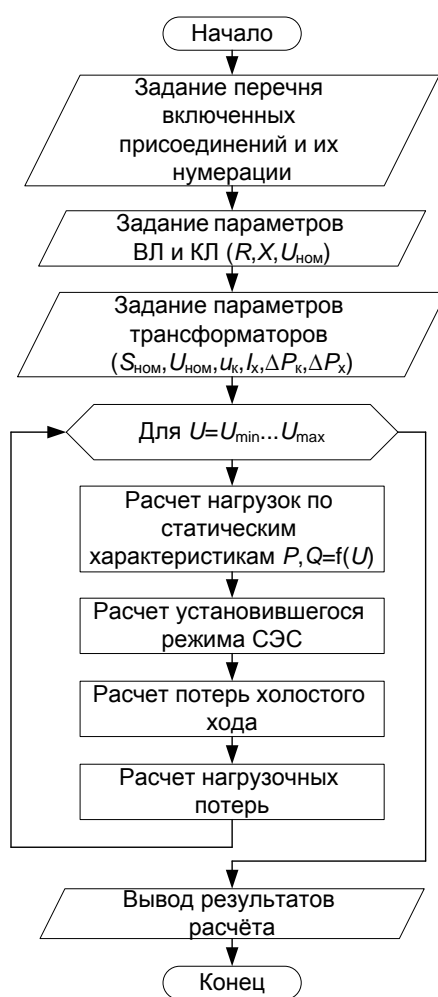 Начало
Задание перечня
включенных
присоединений и их
нумерации
Задание параметров
ВЛ и КЛ (R,X,Uном)
Задание параметров
трансформаторов
(Sном,Uном,uк,Iх,ΔPк,ΔPх)
Для U=Umin...Umax
Расчет нагрузок по
статическим
характеристикам P,Q=f(U)
Расчет установившегося
режима СЭС
Расчет потерь холостого
хода
Расчет нагрузочных
потерь
Вывод результатов
расчёта
Конец